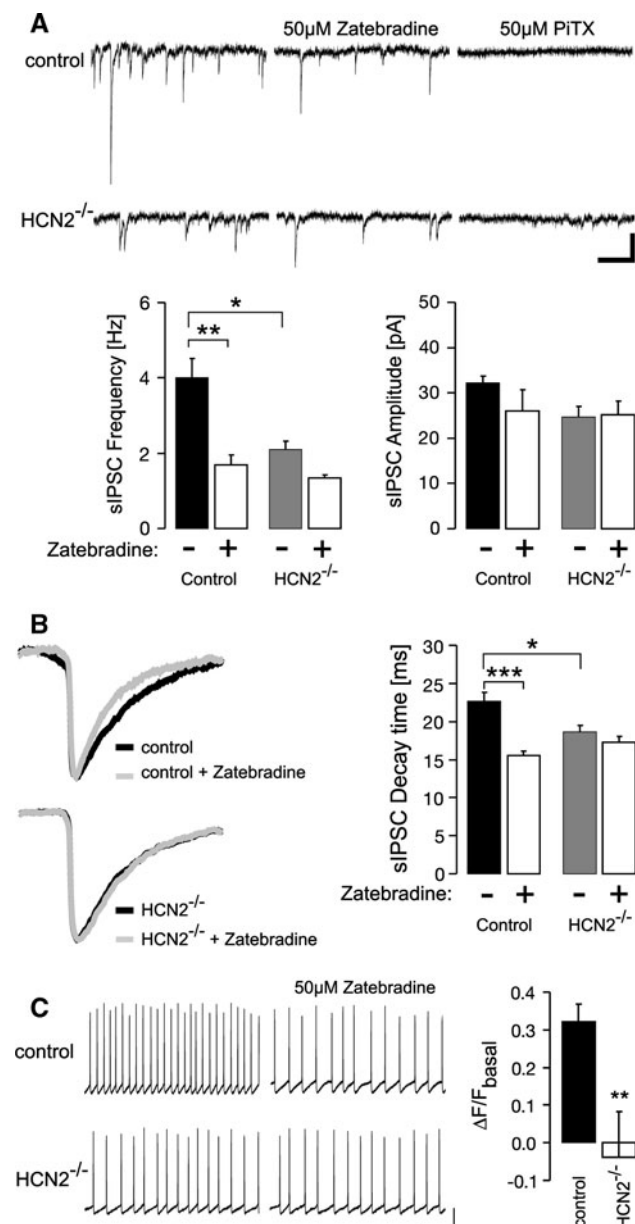 A
50µM Zatebradine
50µM PiTX
control
HCN2-/-
sIPSC Frequency [Hz]
6
4
2
0
*
**
Zatebradine:
-
+
-
+
Control
HCN2-/-
sIPSC Amplitude [pA]
50
40
30
20
10
0
-
+
-
+
Control
HCN2-/-
B
control
control + Zatebradine
HCN2-/-
HCN2-/- + Zatebradine
sIPSC Decay time [ms]
30
25
20
15
10
5
0
*
***
Zatebradine:
-
+
-
+
Control
HCN2-/-
C
50µM Zatebradine
control
HCN2-/-
ΔF/Fbasal
0.4
0.3
0.2
0.1
0.0
-0.1
**
control
HCN2-/-